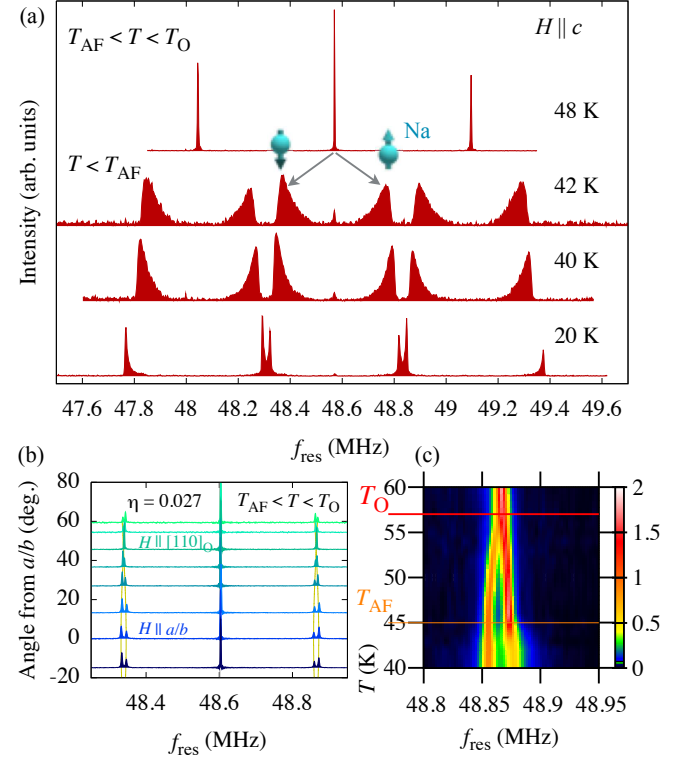 (a)
T_AF < T < T_O
H || c
48 K
Na
T < T_AF
42 K
40 K
20 K
Intensity (arb. units)
47.6 47.8 48 48.2 48.4 48.6 48.8 49 49.2 49.4 49.6
f_res (MHz)
(b)
η = 0.027
T_AF < T < T_O
H || [110]_O
H || a/b
80
60
40
20
0
-20
Angle from a/b (deg.)
48.4 48.6 48.8
f_res (MHz)
(c)
T_O
T_AF
60
55
50
45
40
T (K)
2
1.5
1
0.5
0
48.8 48.85 48.9 48.95
f_res (MHz)